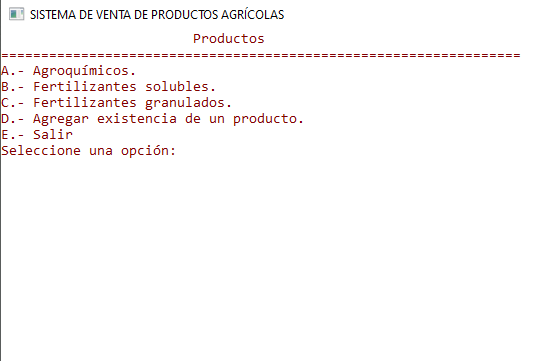 SISTEMA DE VENTA DE PRODUCTOS AGRÍCOLAS
Productos
=================================================================
A.- Agroquímicos.
B.- Fertilizantes solubles.
C.- Fertilizantes granulados.
D.- Agregar existencia de un producto.
E.- Salir
Seleccione una opción: